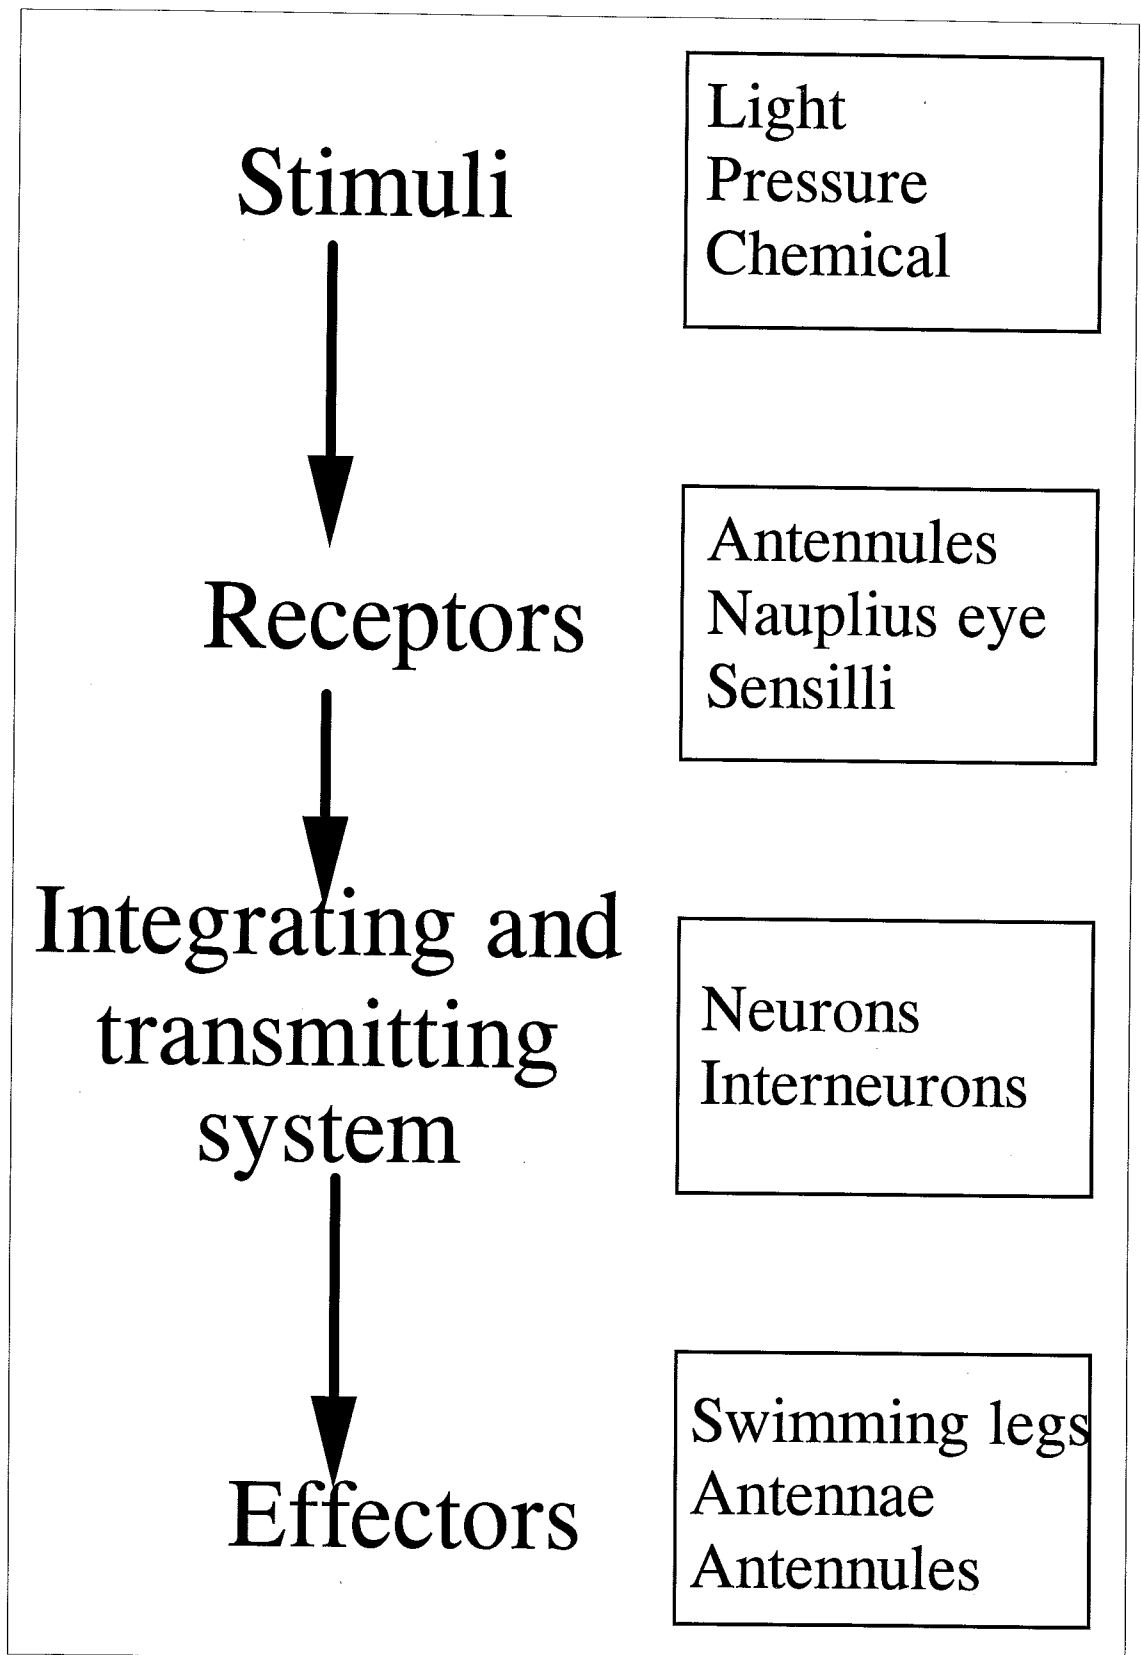 Stimuli
Light
Pressure
Chemical
Receptors
Antennules
Nauplius eye
Sensilli
Integrating and
transmitting
system
Neurons
Interneurons
Effectors
Swimming legs
Antennae
Antennules